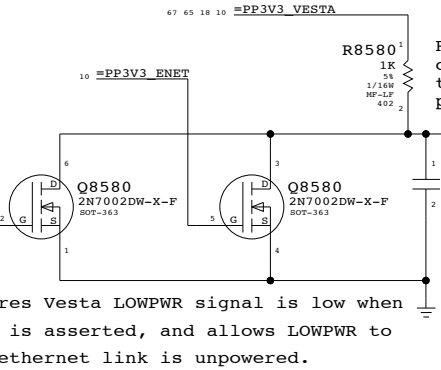 67 65 18 10 =PP3V3_VESTA
R8580 1
10 =PP3V3_ENET
1K
5%
1/16W
MF-LF
402 2
6 3
D D
1
Q8580 Q8580
2N7002DW-X-F 2N7002DW-X-F
SOT-363 SOT-363
2
2 G S 5 G S
1 4
res Vesta LOWPWR signal is low when
is asserted, and allows LOWPWR to
ethernet link is unpowered.